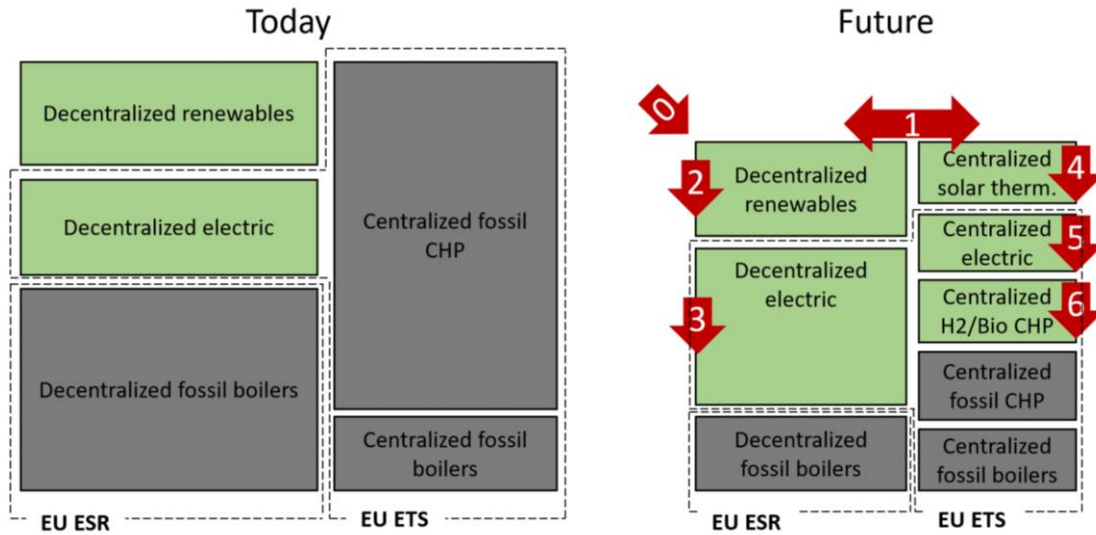 Today
Decentralized renewables
Decentralized electric
Decentralized fossil boilers
Centralized fossil
CHP
Centralized fossil
boilers
EU ESR
EU ETS
Future
0
1
2
Decentralized
renewables
3
Decentralized
electric
Decentralized
fossil boilers
Centralized
solar therm.
4
Centralized
electric
5
Centralized
H2/Bio CHP
6
Centralized
fossil CHP
Centralized
fossil boilers
EU ESR
EU ETS